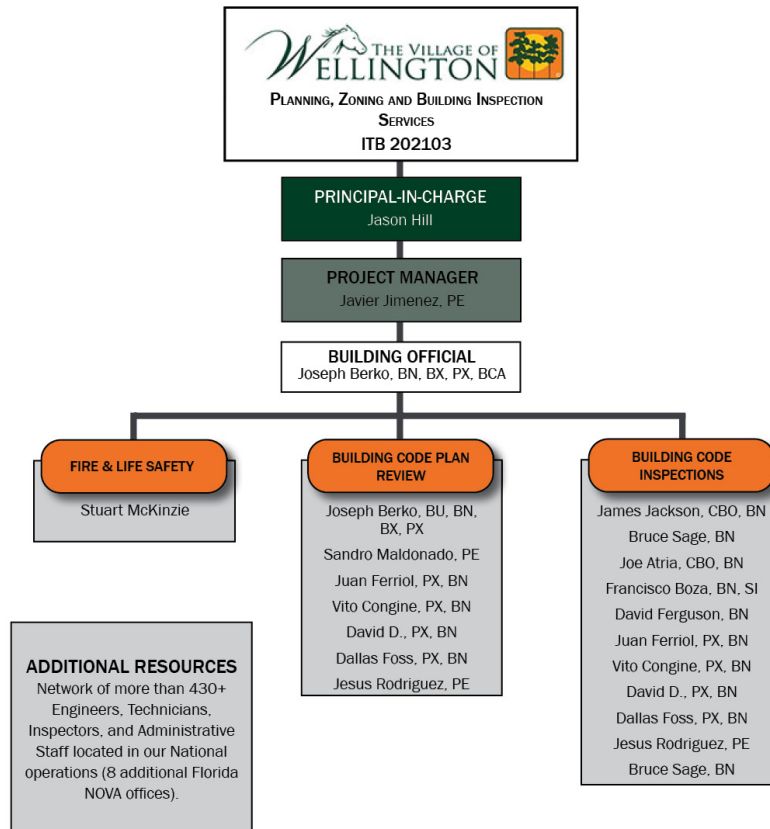 THE VILLAGE OF
WELLINGTON
PLANNING, ZONING AND BUILDING INSPECTION
SERVICES
ITB 202103
PRINCIPAL-IN-CHARGE
Jason Hill
PROJECT MANAGER
Javier Jimenez, PE
BUILDING OFFICIAL
Joseph Berko, BN, BX, PX, BCA
FIRE & LIFE SAFETY
Stuart McKinzie
BUILDING CODE PLAN
REVIEW
Joseph Berko, BU, BN,
BX, PX
Sandro Maldonado, PE
Juan Ferriol, PX, BN
Vito Congine, PX, BN
David D., PX, BN
Dallas Foss, PX, BN
Jesus Rodriguez, PE
BUILDING CODE
INSPECTIONS
James Jackson, CBO, BN
Bruce Sage, BN
Joe Atria, CBO, BN
Francisco Boza, BN, SI
David Ferguson, BN
Juan Ferriol, PX, BN
Vito Congine, PX, BN
David D., PX, BN
Dallas Foss, PX, BN
Jesus Rodriguez, PE
Bruce Sage, BN
ADDITIONAL RESOURCES
Network of more than 430+
Engineers, Technicians,
Inspectors, and Administrative
Staff located in our National
operations (8 additional Florida
NOVA offices).